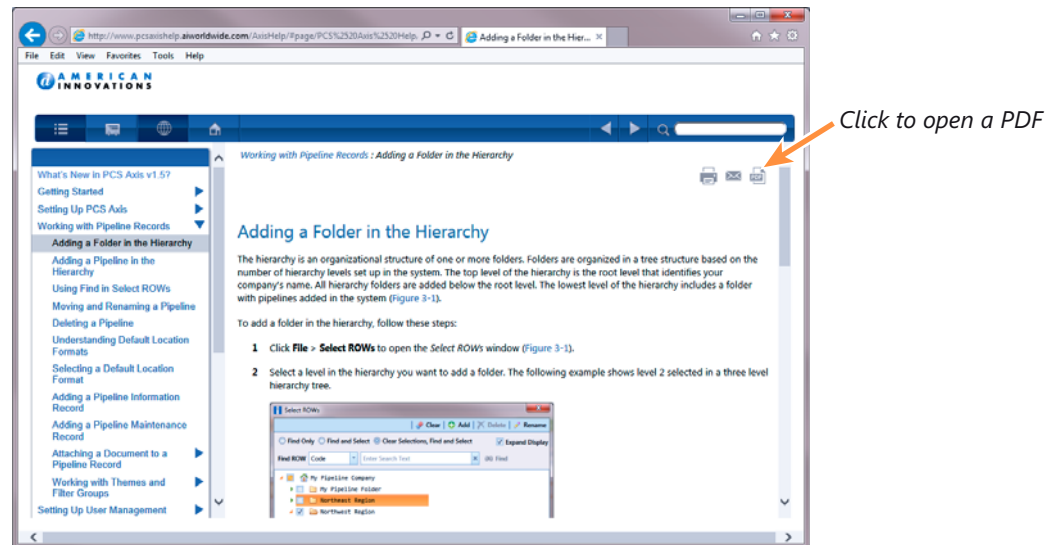 http://www.pcsaxishelp.aiworldwide.com/AxisHelp/#page/PCS%2520Axis%2520Help.
Adding a Folder in the Hier...
File Edit View Favorites Tools Help
AMERICAN
INNOVATIONS
Click to open a PDF
Working with Pipeline Records : Adding a Folder in the Hierarchy
PDF
What's New in PCS Axis v1.5?
Getting Started
Setting Up PCS Axis
Working with Pipeline Records
Adding a Folder in the Hierarchy
Adding a Pipeline in the
Hierarchy
Using Find in Select ROWs
Moving and Renaming a Pipeline
Deleting a Pipeline
Understanding Default Location
Formats
Selecting a Default Location
Format
Adding a Pipeline Information
Record
Adding a Pipeline Maintenance
Record
Attaching a Document to a
Pipeline Record
Working with Themes and
Filter Groups
Setting Up User Management
Adding a Folder in the Hierarchy
The hierarchy is an organizational structure of one or more folders. Folders are organized in a tree structure based on the
number of hierarchy levels set up in the system. The top level of the hierarchy is the root level that identifies your
company's name. All hierarchy folders are added below the root level. The lowest level of the hierarchy includes a folder
with pipelines added in the system (Figure 3-1).
To add a folder in the hierarchy, follow these steps:
1 Click File > Select ROWs to open the Select ROWs window (Figure 3-1).
2 Select a level in the hierarchy you want to add a folder. The following example shows level 2 selected in a three level
hierarchy tree.
Select ROWs
Clear | Add | Delete | Rename
Find Only Find and Select Clear Selections, Find and Select Expand Display
Find ROW Code Enter Search Text Find
My Pipeline Company
My Pipeline Folder
Northeast Region
Northwest Region